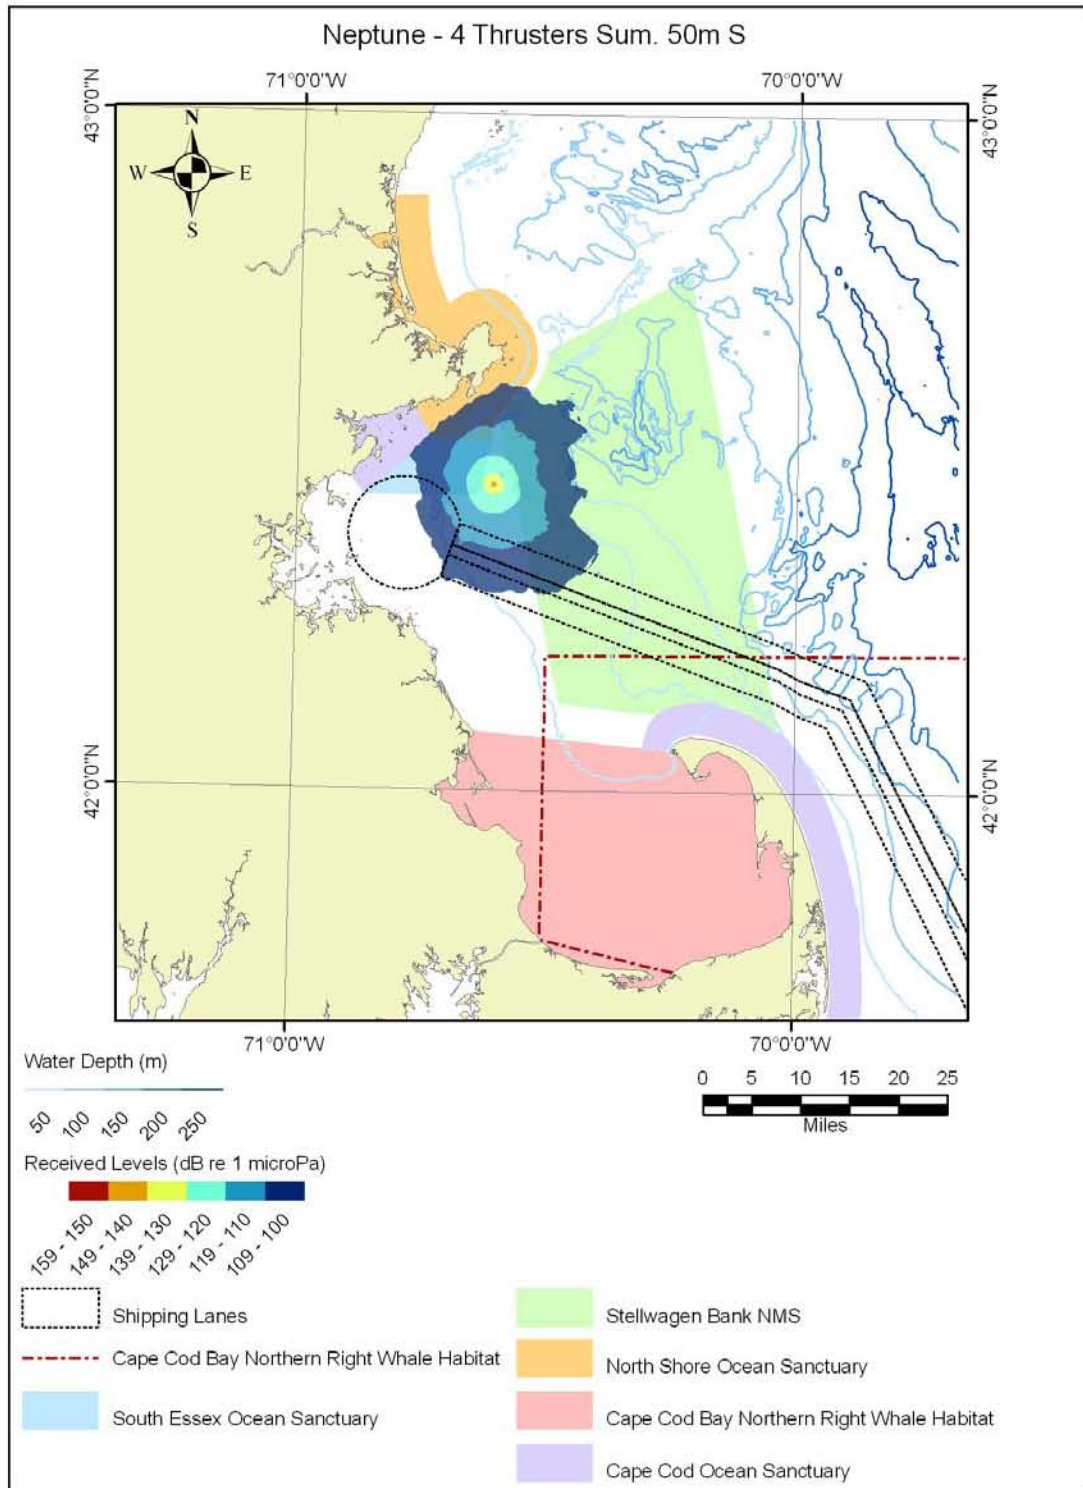 Neptune - 4 Thrusters Sum. 50m S
71°0'0"W
70°0'0"W
43°0'0"N
43°0'0"N
N
W
E
S
42°0'0"N
42°0'0"N
71°0'0"W
70°0'0"W
Water Depth (m)
50 100 150 200 250
0 5 10 15 20 25
Miles
Received Levels (dB re 1 microPa)
159 - 150
149 - 140
139 - 130
129 - 120
119 - 110
109 - 100
Shipping Lanes
Cape Cod Bay Northern Right Whale Habitat
South Essex Ocean Sanctuary
Stellwagen Bank NMS
North Shore Ocean Sanctuary
Cape Cod Bay Northern Right Whale Habitat
Cape Cod Ocean Sanctuary